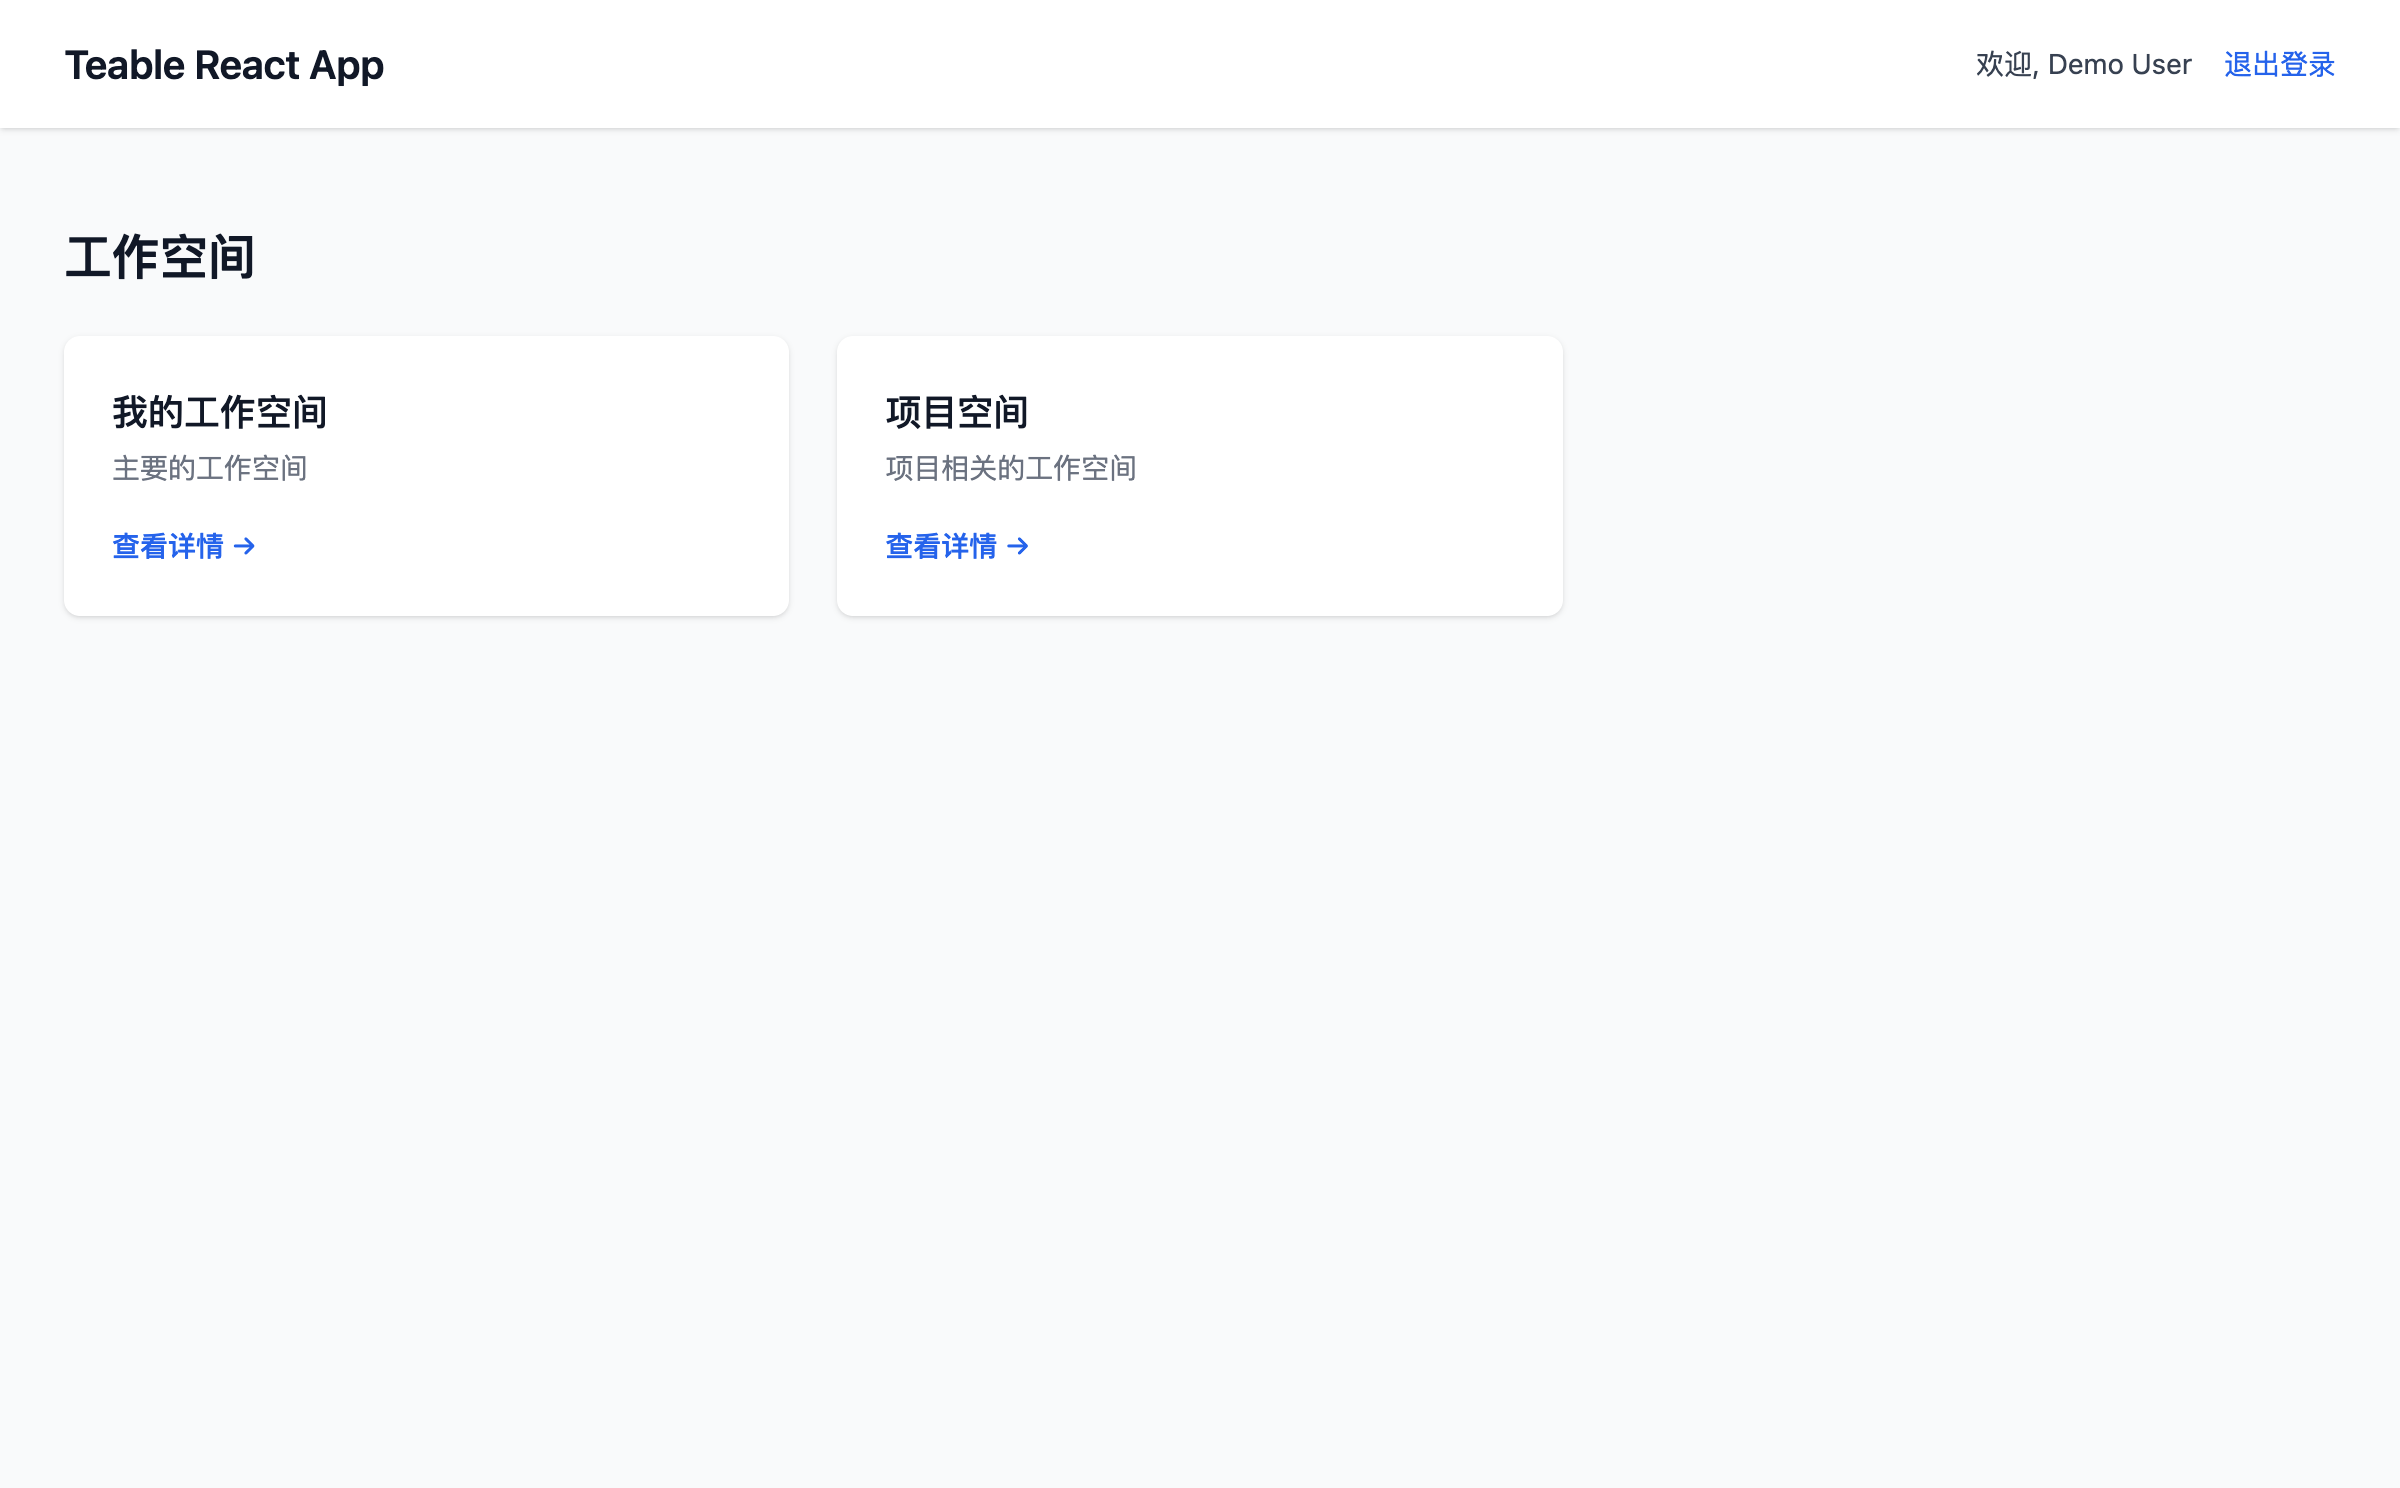 Teable React App
欢迎, Demo User
退出登录
工作空间
我的工作空间
主要的工作空间
查看详情 →
项目空间
项目相关的工作空间
查看详情 →